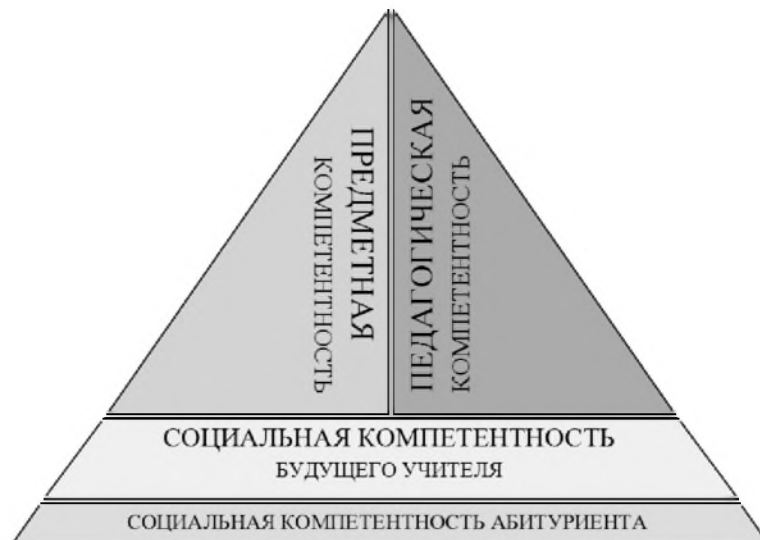 ПРЕДМЕТНАЯ
КОМПЕТЕНТНОСТЬ
ПЕДАГОГИЧЕСКАЯ
КОМПЕТЕНТНОСТЬ
СОЦИАЛЬНАЯ КОМПЕТЕНТНОСТЬ
БУДУЩЕГО УЧИТЕЛЯ
СОЦИАЛЬНАЯ КОМПЕТЕНТНОСТЬ АБИТУРИЕНТА